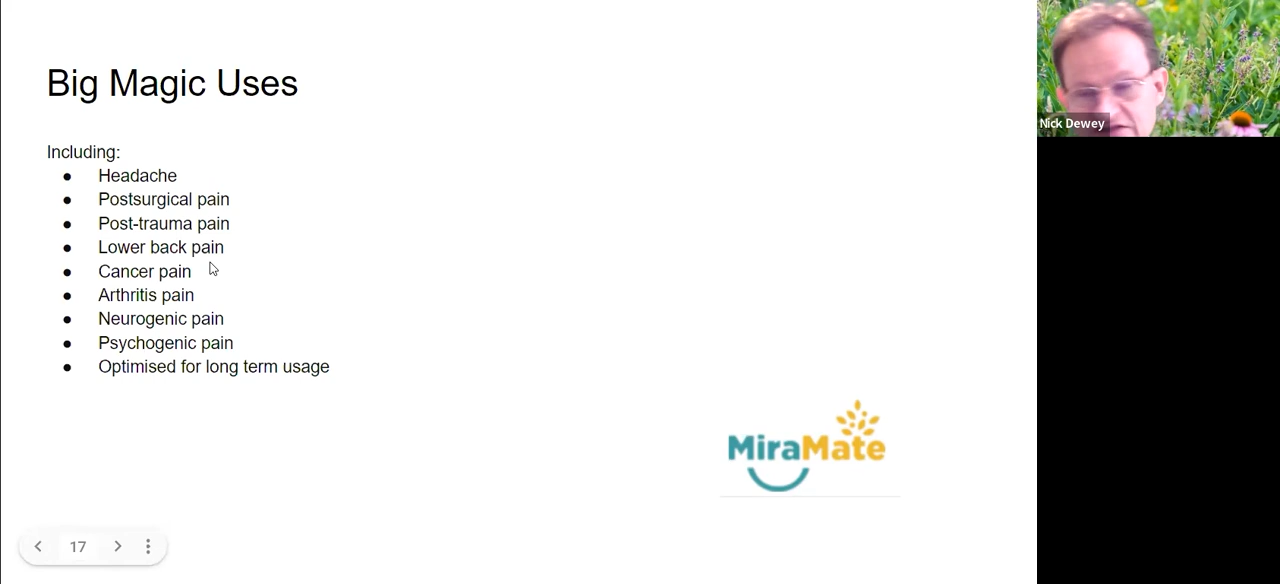 Big Magic Uses
Including:
● Headache
● Postsurgical pain
● Post-trauma pain
● Lower back pain
● Cancer pain
● Arthritis pain
● Neurogenic pain
● Psychogenic pain
● Optimised for long term usage
MiraMate
17
Nick Dewey